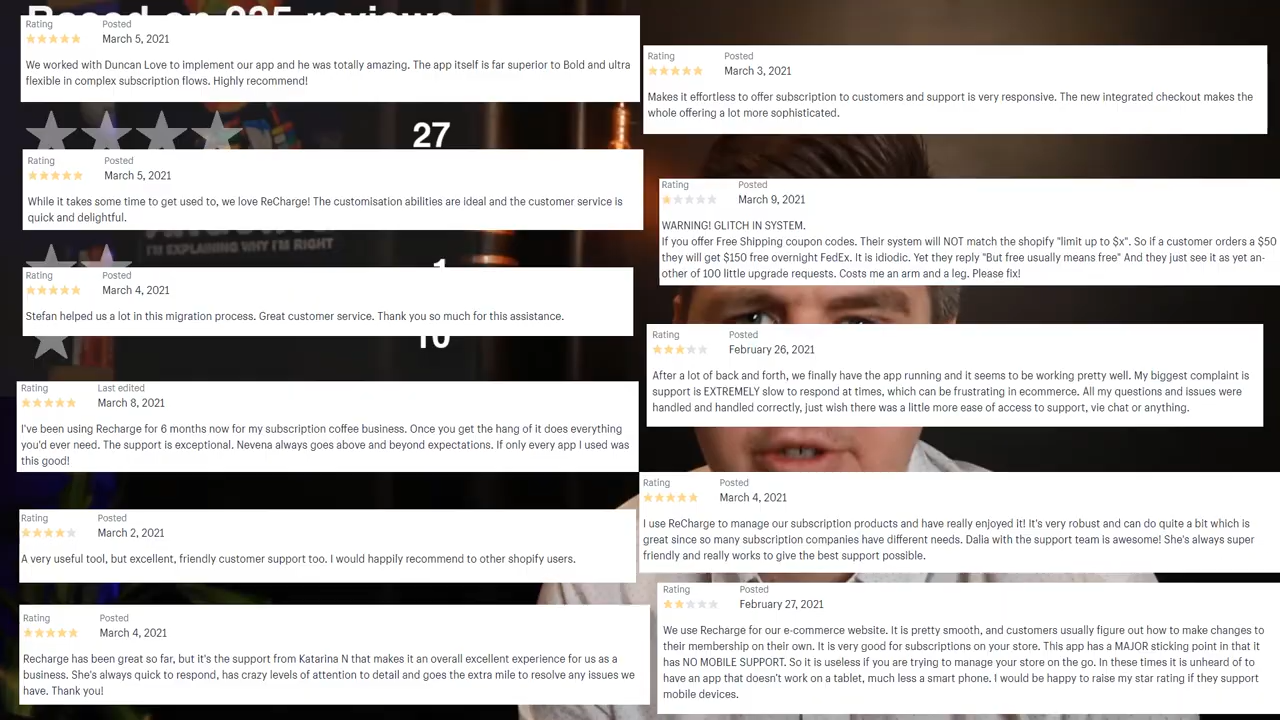 Based on 935 reviews
Rating Posted
March 5, 2021
We worked with Duncan Love to implement our app and he was totally amazing. The app itself is far superior to Bold and ultra
flexible in complex subscription flows. Highly recommend!
27
Rating Posted
March 5, 2021
While it takes some time to get used to, we love ReCharge! The customisation abilities are ideal and the customer service is
quick and delightful.
I'M EXPLAINING WHY I'M RIGHT
1
Rating Posted
March 4, 2021
Stefan helped us a lot in this migration process. Great customer service. Thank you so much for this assistance.
10
Rating Last edited
March 8, 2021
I've been using Recharge for 6 months now for my subscription coffee business. Once you get the hang of it does everything
you'd ever need. The support is exceptional. Nevena always goes above and beyond expectations. If only every app I used was
this good!
Rating Posted
March 2, 2021
A very useful tool, but excellent, friendly customer support too. I would happily recommend to other shopify users.
Rating Posted
March 4, 2021
Recharge has been great so far, but it's the support from Katarina N that makes it an overall excellent experience for us as a
business. She's always quick to respond, has crazy levels of attention to detail and goes the extra mile to resolve any issues we
have. Thank you!
Rating Posted
March 3, 2021
Makes it effortless to offer subscription to customers and support is very responsive. The new integrated checkout makes the
whole offering a lot more sophisticated.
Rating Posted
March 9, 2021
WARNING! GLITCH IN SYSTEM.
If you offer Free Shipping coupon codes. Their system will NOT match the shopify "limit up to $x". So if a customer orders a $50
they will get $150 free overnight FedEx. It is idiodic. Yet they reply "But free usually means free" And they just see it as yet an-
other of 100 little upgrade requests. Costs me an arm and a leg. Please fix!
Rating Posted
February 26, 2021
After a lot of back and forth, we finally have the app running and it seems to be working pretty well. My biggest complaint is
support is EXTREMELY slow to respond at times, which can be frustrating in ecommerce. All my questions and issues were
handled and handled correctly, just wish there was a little more ease of access to support, vie chat or anything.
Rating Posted
March 4, 2021
I use ReCharge to manage our subscription products and have really enjoyed it! It's very robust and can do quite a bit which is
great since so many subscription companies have different needs. Dalia with the support team is awesome! She's always super
friendly and really works to give the best support possible.
Rating Posted
February 27, 2021
We use Recharge for our e-commerce website. It is pretty smooth, and customers usually figure out how to make changes to
their membership on their own. It is very good for subscriptions on your store. This app has a MAJOR sticking point in that it
has NO MOBILE SUPPORT. So it is useless if you are trying to manage your store on the go. In these times it is unheard of to
have an app that doesn't work on a tablet, much less a smart phone. I would be happy to raise my star rating if they support
mobile devices.